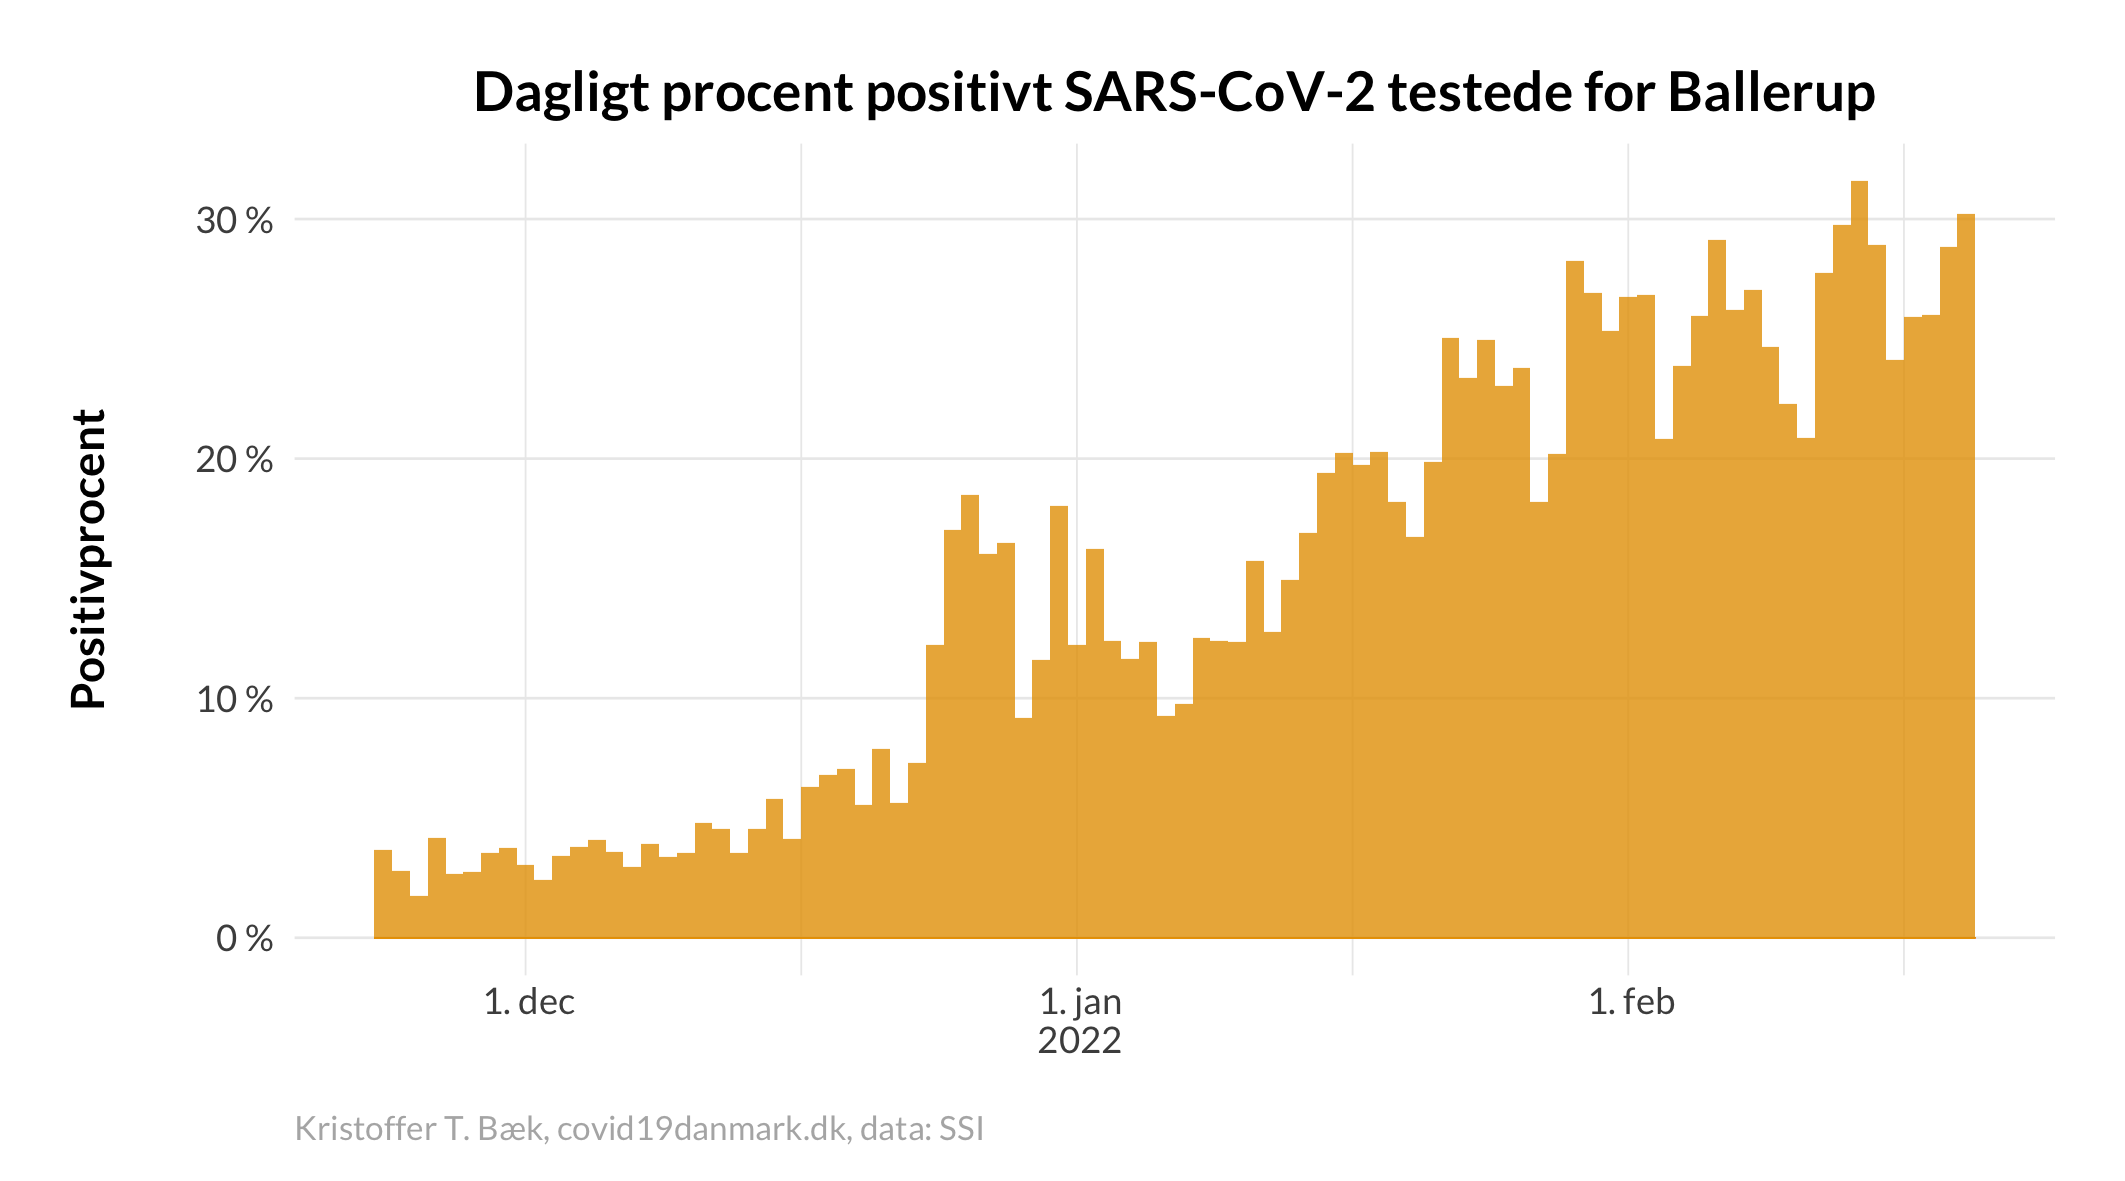 Dagligt procent positivt SARS-CoV-2 testede for Ballerup
Positivprocent
30 %
20 %
10 %
0 %
1. dec
1. jan
2022
1. feb
Kristoffer T. Bæk, covid19danmark.dk, data: SSI